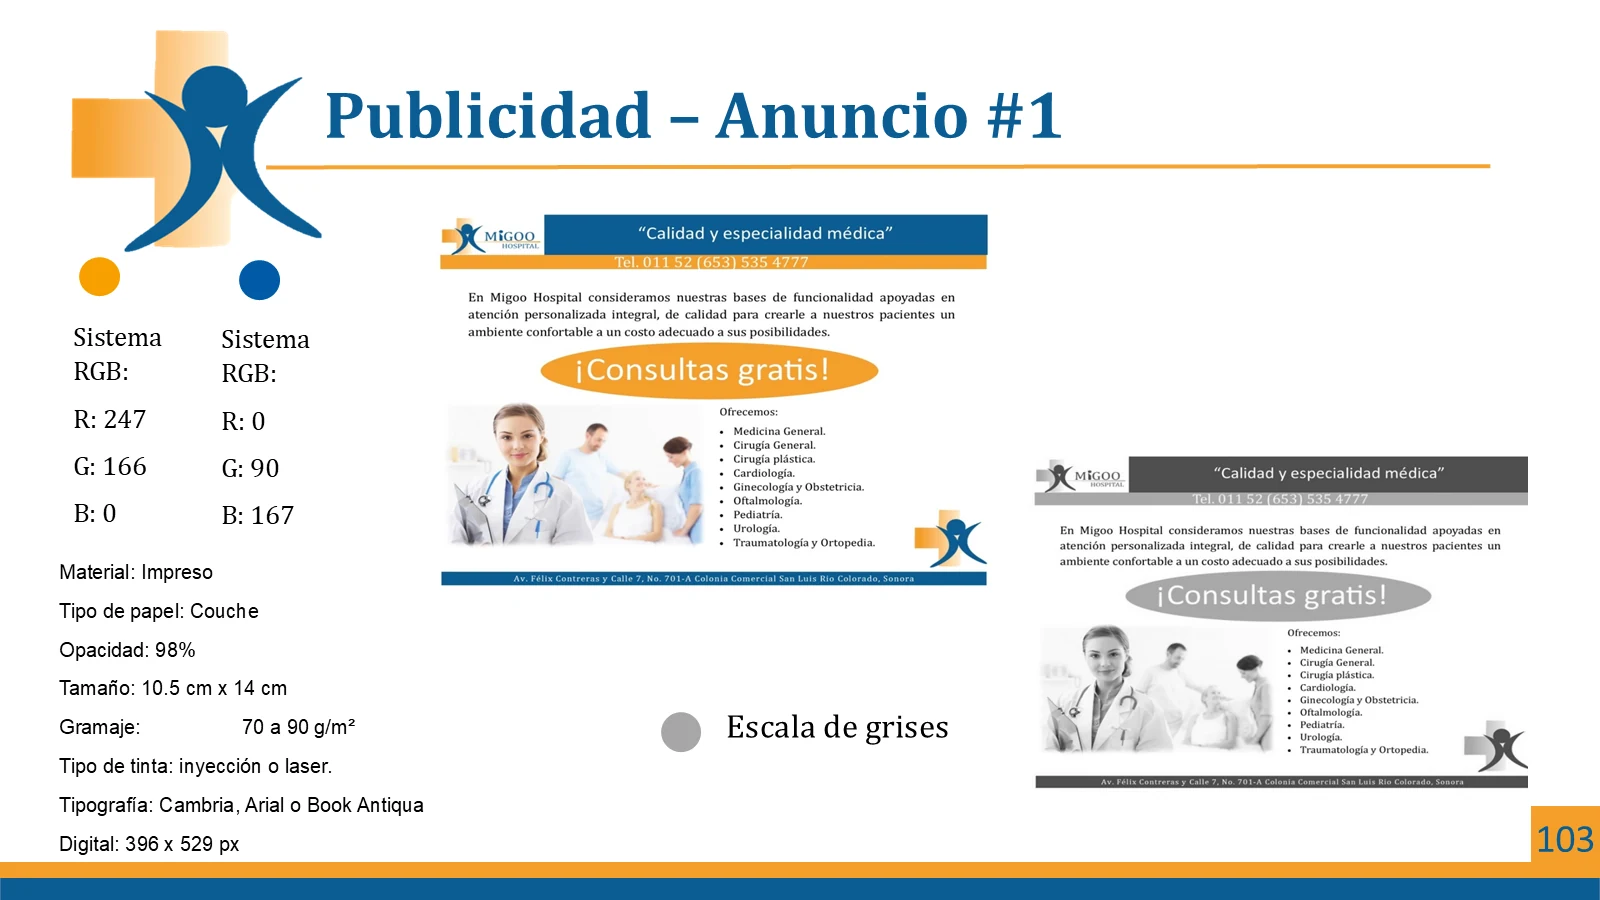 Publicidad – Anuncio #1
Sistema
RGB:
R: 247
G: 166
B: 0
Sistema
RGB:
R: 0
G: 90
B: 167
Material: Impreso
Tipo de papel: Couche
Opacidad: 98%
Tamaño: 10.5 cm x 14 cm
Gramaje: 70 a 90 g/m²
Tipo de tinta: inyección o laser.
Tipografía: Cambria, Arial o Book Antiqua
Digital: 396 x 529 px
MiGOO
HOSPITAL
“Calidad y especialidad médica”
Tel. 011 52 (653) 535 4777
En Migoo Hospital consideramos nuestras bases de funcionalidad apoyadas en
atención personalizada integral, de calidad para crearle a nuestros pacientes un
ambiente confortable a un costo adecuado a sus posibilidades.
¡Consultas gratis!
Ofrecemos:
• Medicina General.
• Cirugía General.
• Cirugía plástica.
• Cardiología.
• Ginecología y Obstetricia.
• Oftalmología.
• Pediatría.
• Urología.
• Traumatología y Ortopedia.
Av. Félix Contreras y Calle 7, No. 701-A Colonia Comercial San Luis Rio Colorado, Sonora
Escala de grises
MiGOO
HOSPITAL
“Calidad y especialidad médica”
Tel. 011 52 (653) 535 4777
En Migoo Hospital consideramos nuestras bases de funcionalidad apoyadas en
atención personalizada integral, de calidad para crearle a nuestros pacientes un
ambiente confortable a un costo adecuado a sus posibilidades.
¡Consultas gratis!
Ofrecemos:
• Medicina General.
• Cirugía General.
• Cirugía plástica.
• Cardiología.
• Ginecología y Obstetricia.
• Oftalmología.
• Pediatría.
• Urología.
• Traumatología y Ortopedia.
Av. Félix Contreras y Calle 7, No. 701-A Colonia Comercial San Luis Rio Colorado, Sonora
103